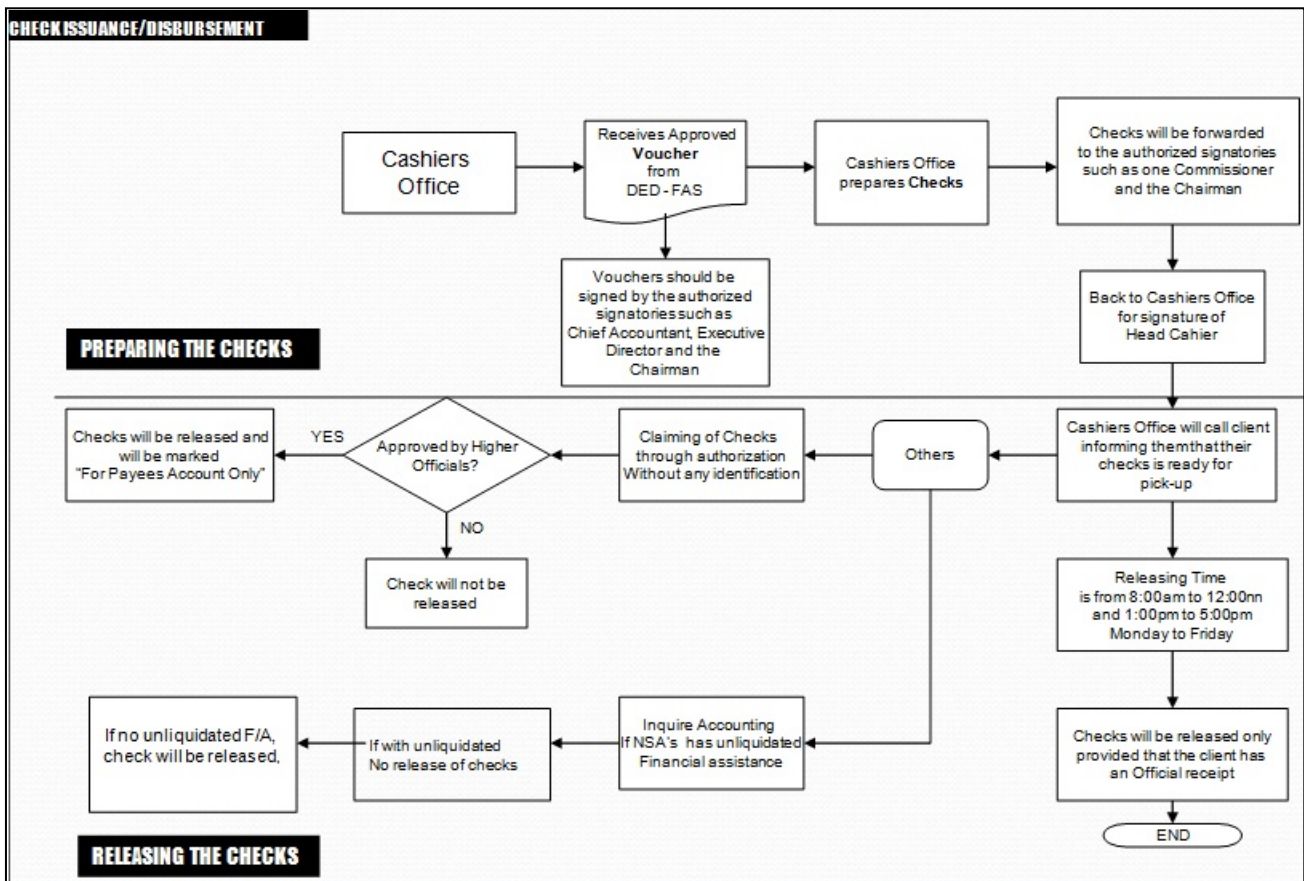 CHECK ISSUANCE/DISBURSEMENT
Cashiers
Office
Receives Approved
Voucher
from
DED - FAS
Cashiers Office
prepares Checks
Checks will be forwarded
to the authorized signatories
such as one Commissioner
and the Chairman
Vouchers should be
signed by the authorized
signatories such as
Chief Accountant, Executive
Director and the
Chairman
Back to Cashiers Office
for signature of
Head Cahier
PREPARING THE CHECKS
Cashiers Office will call client
informing them that their
checks is ready for
pick-up
Others
Claiming of Checks
through authorization
Without any identification
Approved by Higher
Officials?
YES
Checks will be released and
will be marked
“For Payees Account Only”
NO
Check will not be
released
Releasing Time
is from 8:00am to 12:00nn
and 1:00pm to 5:00pm
Monday to Friday
Inquire Accounting
If NSA's has unliquidated
Financial assistance
If with unliquidated
No release of checks
If no unliquidated F/A,
check will be released.
Checks will be released only
provided that the client has
an Official receipt
END
RELEASING THE CHECKS